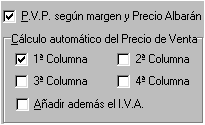 P.V.P. según margen y Precio Albarán
Cálculo automático del Precio de Venta
1ª Columna 2ª Columna
3ª Columna 4ª Columna
Añadir además el I.V.A.